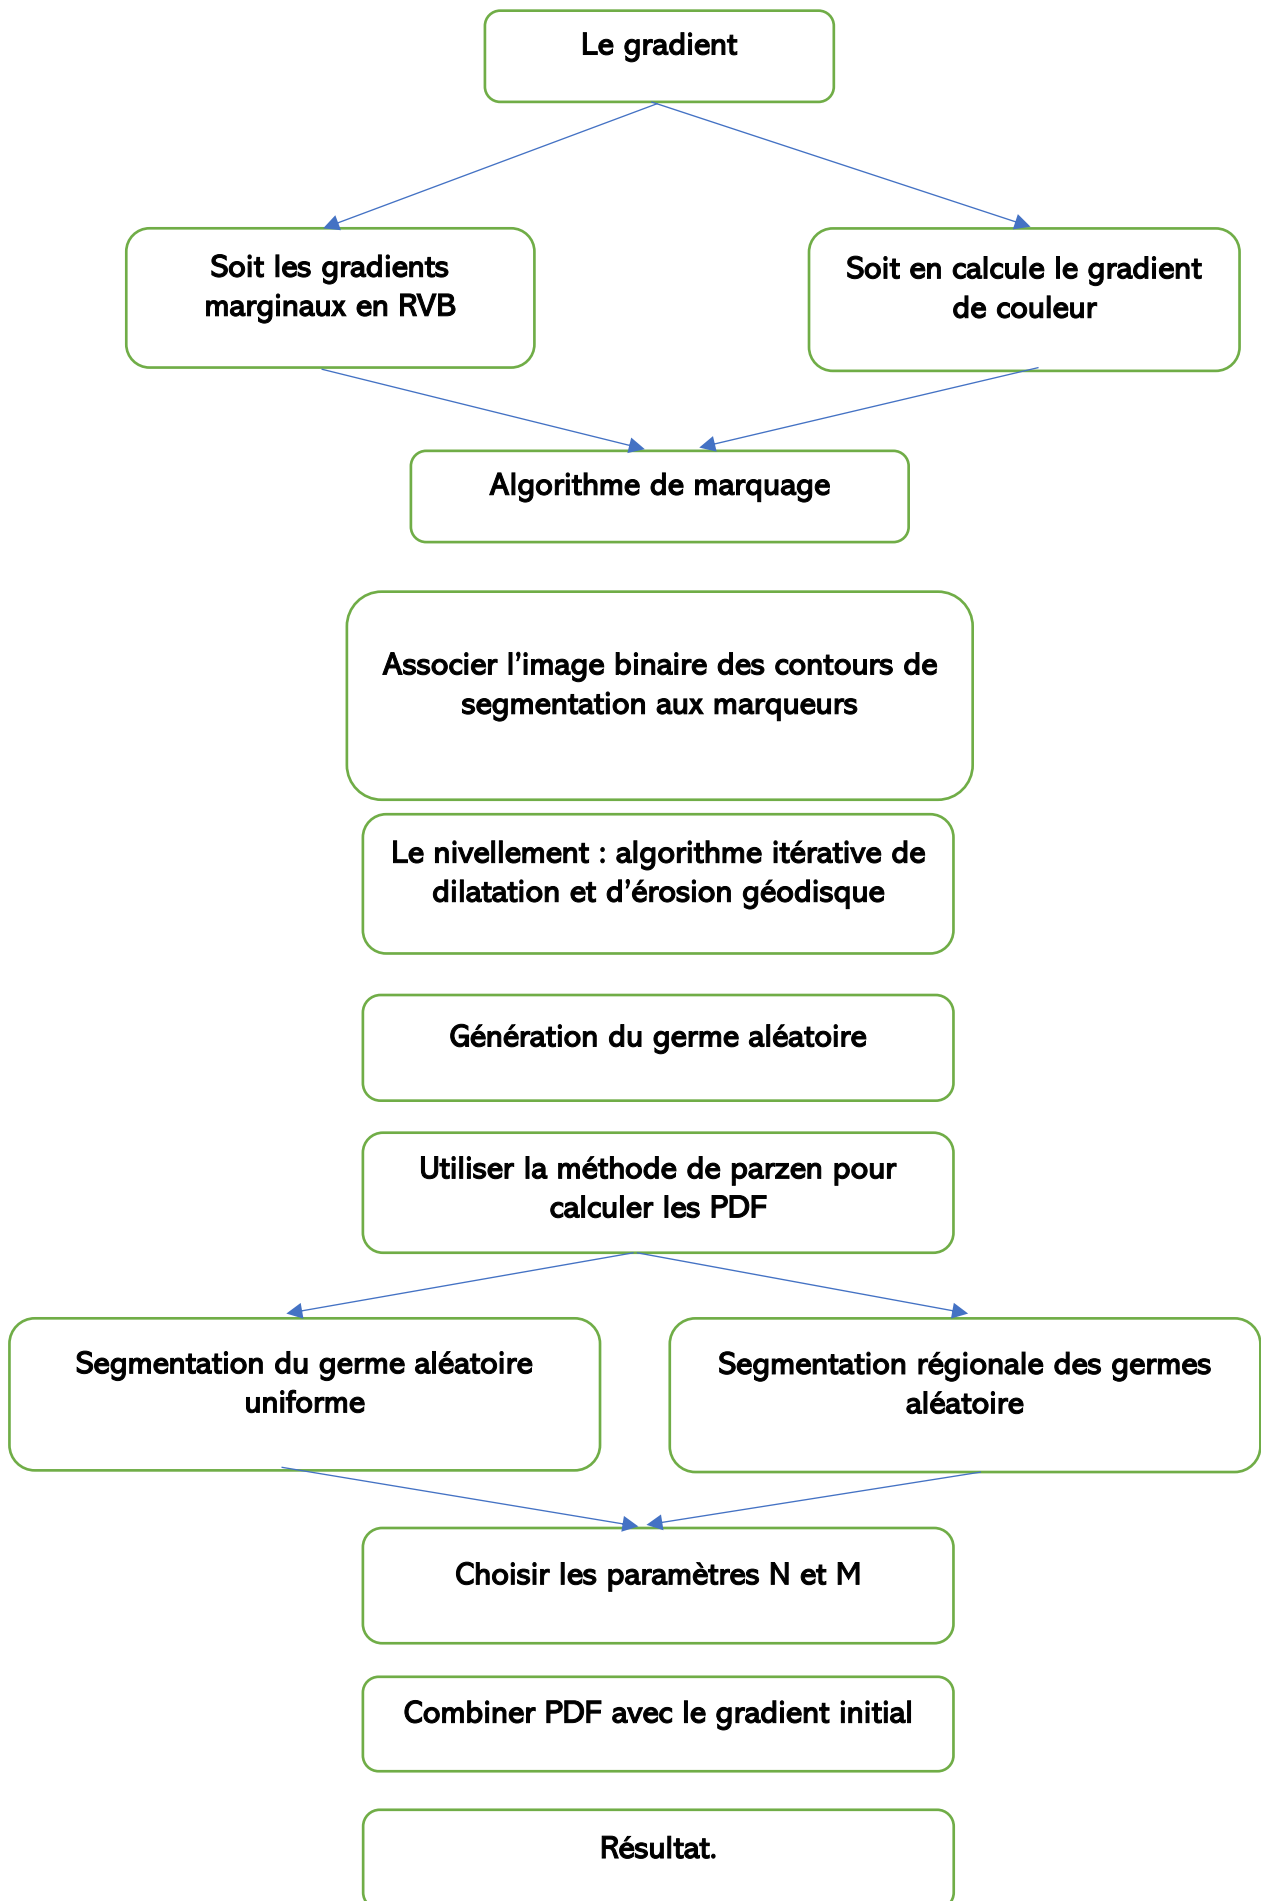 Le gradient
Soit les gradients
marginaux en RVB
Soit en calcule le gradient
de couleur
Algorithme de marquage
Associer l’image binaire des contours de
segmentation aux marqueurs
Le nivellement : algorithme itérative de
dilatation et d’érosion géodisque
Génération du germe aléatoire
Utiliser la méthode de parzen pour
calculer les PDF
Segmentation du germe aléatoire
uniforme
Segmentation régionale des germes
aléatoire
Choisir les paramètres N et M
Combiner PDF avec le gradient initial
Résultat.